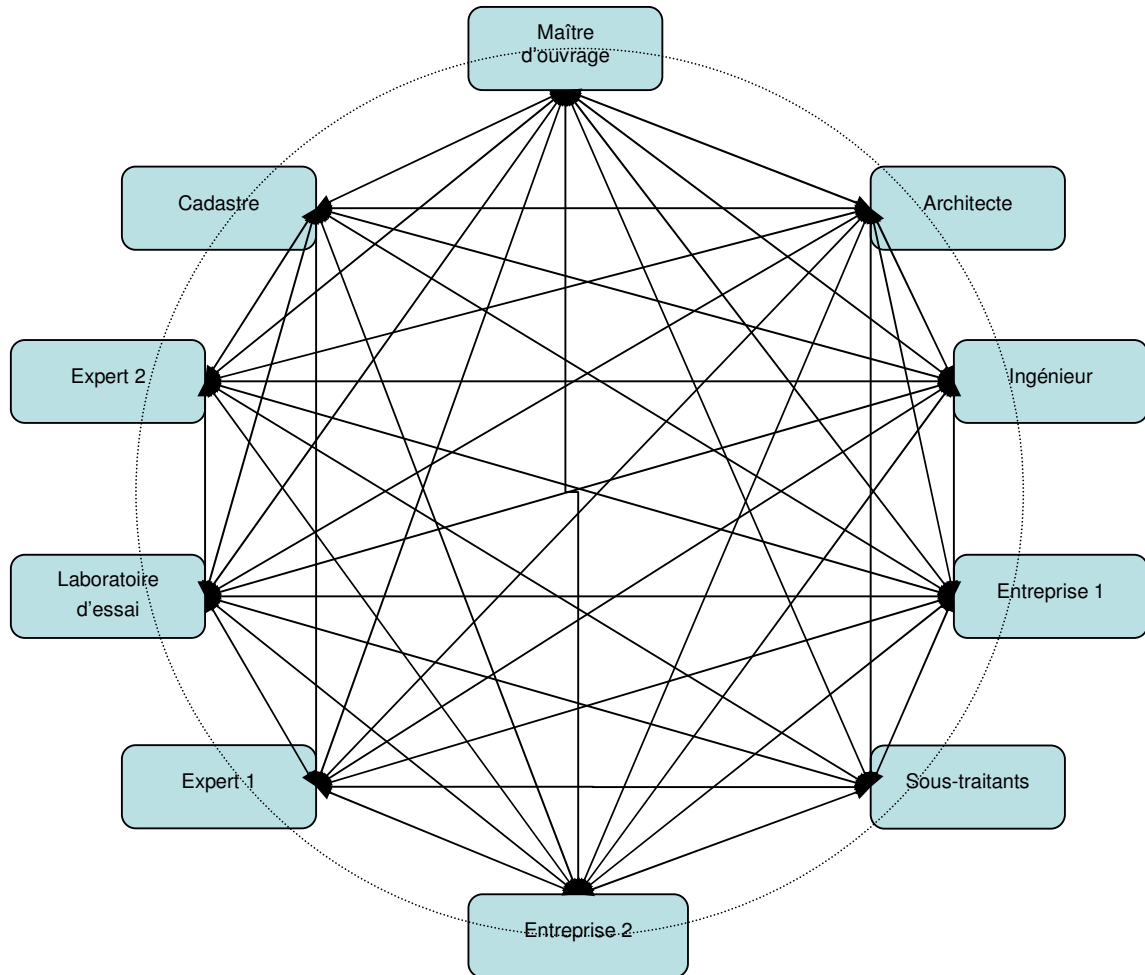 Maître
d'ouvrage
Cadastre
Architecte
Expert 2
Ingénieur
Laboratoire
d'essai
Entreprise 1
Expert 1
Sous-traitants
Entreprise 2